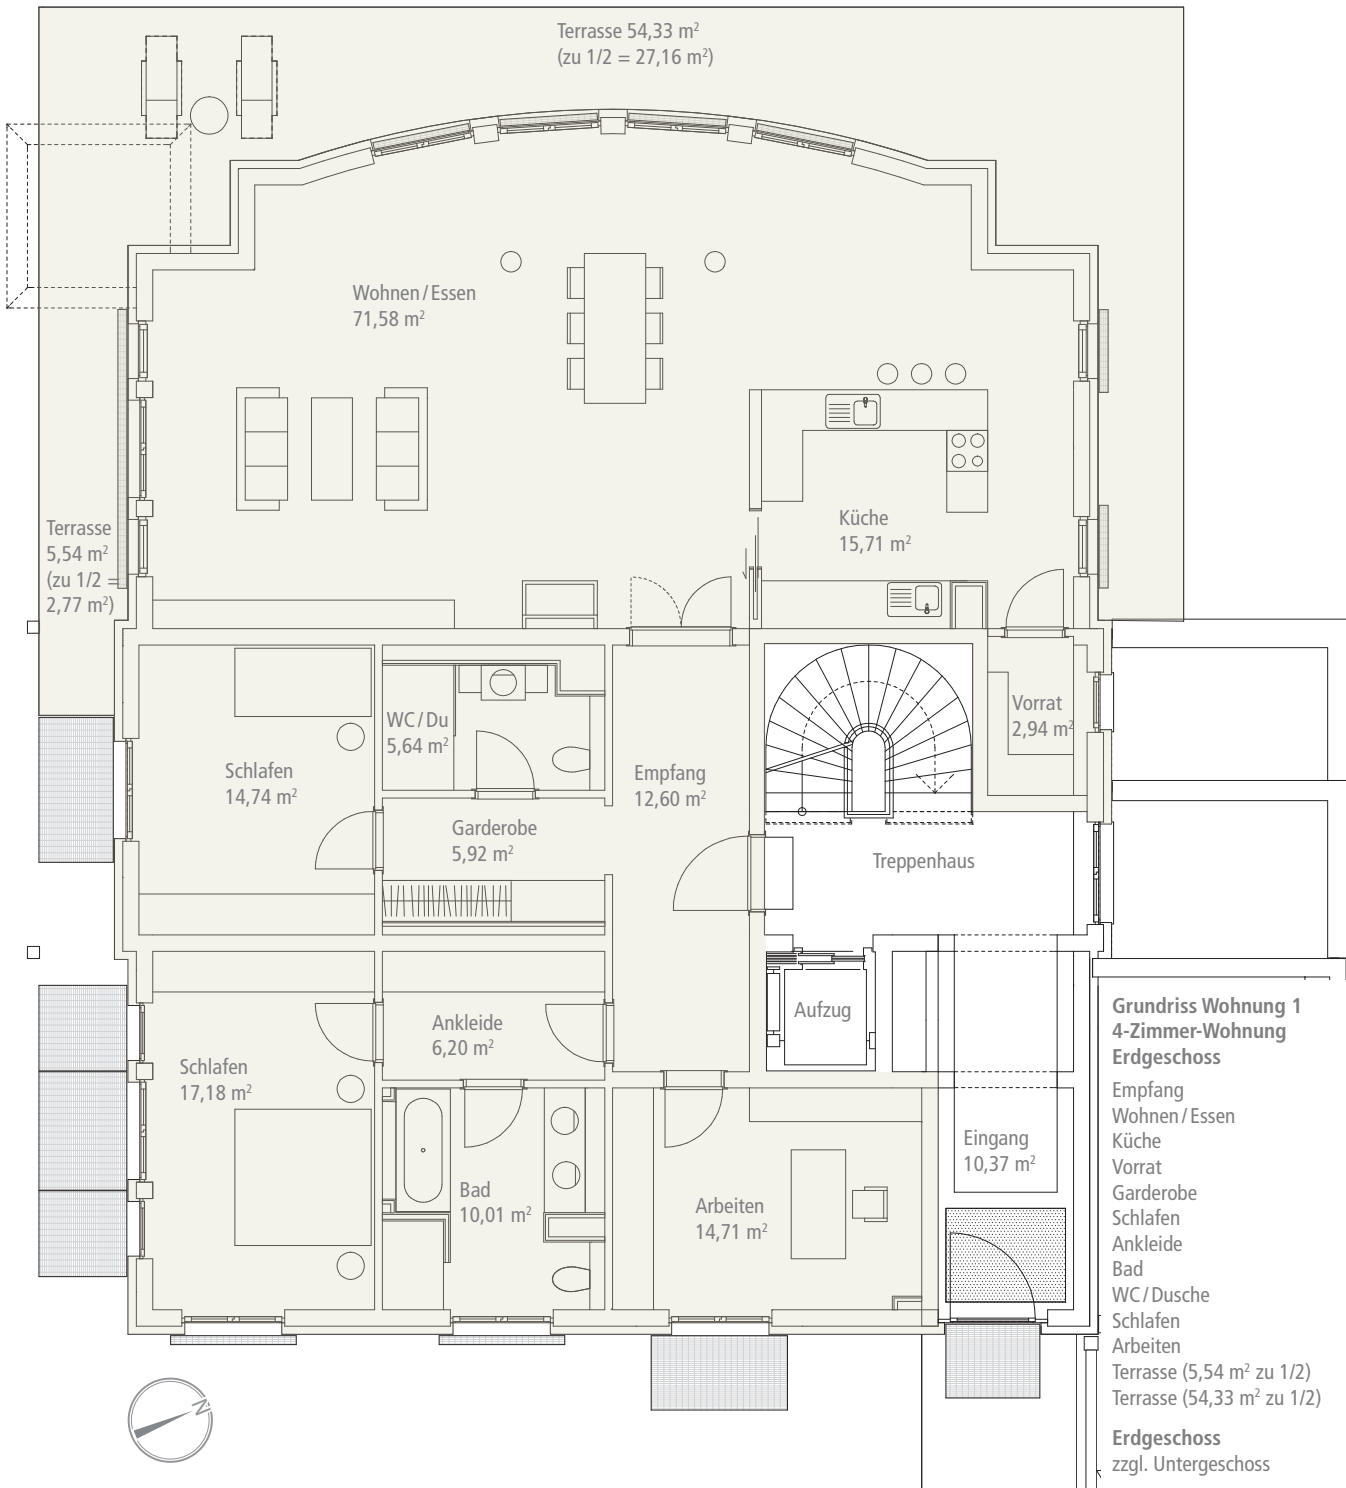 Terrasse 54,33 m²
(zu 1/2 = 27,16 m²)
Wohnen/Essen
71,58 m²
Terrasse
5,54 m²
(zu 1/2 =
2,77 m²)
Küche
15,71 m²
WC/Du
5,64 m²
Vorrat
2,94 m²
Schlafen
14,74 m²
Empfang
12,60 m²
Garderobe
5,92 m²
Treppenhaus
Ankleide
6,20 m²
Aufzug
Schlafen
17,18 m²
Eingang
10,37 m²
Bad
10,01 m²
Arbeiten
14,71 m²
N
Grundriss Wohnung 1
4-Zimmer-Wohnung
Erdgeschoss
Empfang
Wohnen/Essen
Küche
Vorrat
Garderobe
Schlafen
Ankleide
Bad
WC/Dusche
Schlafen
Arbeiten
Terrasse (5,54 m² zu 1/2)
Terrasse (54,33 m² zu 1/2)
Erdgeschoss
zzgl. Untergeschoss